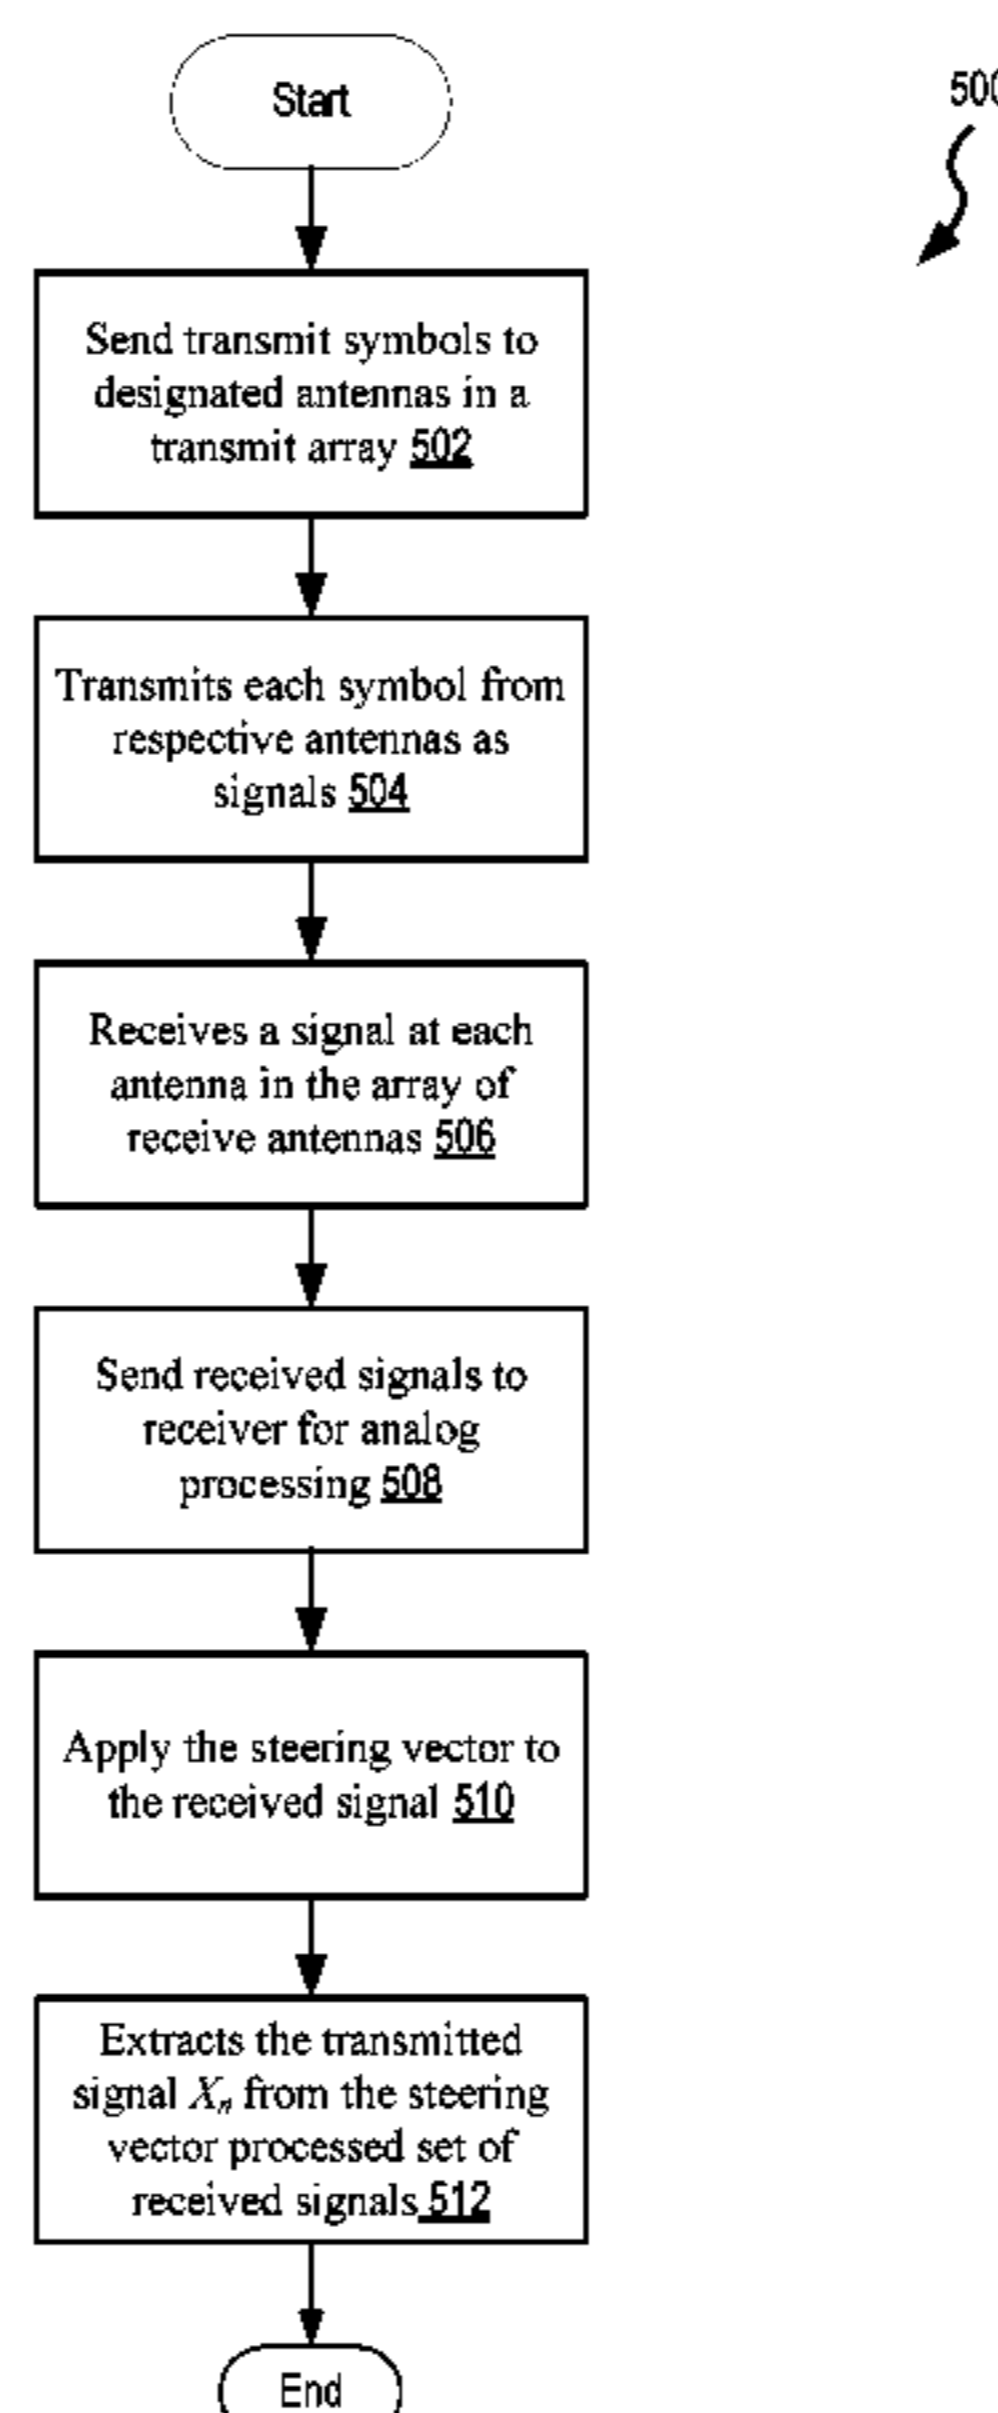 Start
500
Send transmit symbols to
designated antennas in a
transmit array 502
Transmits each symbol from
respective antennas as
signals 504
Receives a signal at each
antenna in the array of
receive antennas 506
Send received signals to
receiver for analog
processing 508
Apply the steering vector to
the received signal 510
Extracts the transmitted
signal Xn from the steering
vector processed set of
received signals 512
End